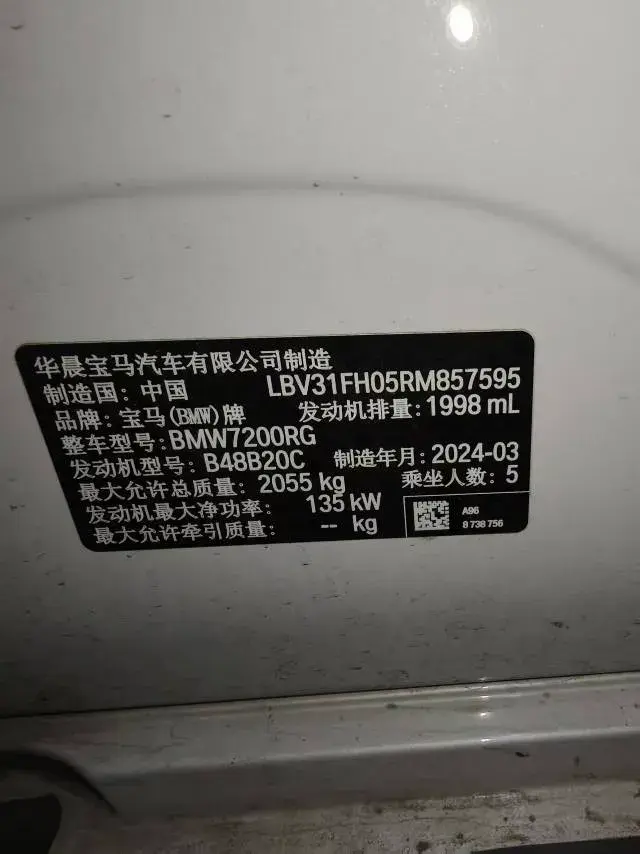 华晨宝马汽车有限公司制造
制造国: 中国 LBV31FH05RM857595
品牌: 宝马(BMW)牌 发动机排量: 1998 mL
整车型号: BMW7200RG
发动机型号: B48B20C 制造年月: 2024-03
最大允许总质量: 2055 kg 乘坐人数: 5
发动机最大净功率: 135 kW
最大允许牵引质量: -- kg
A96
8 738 756